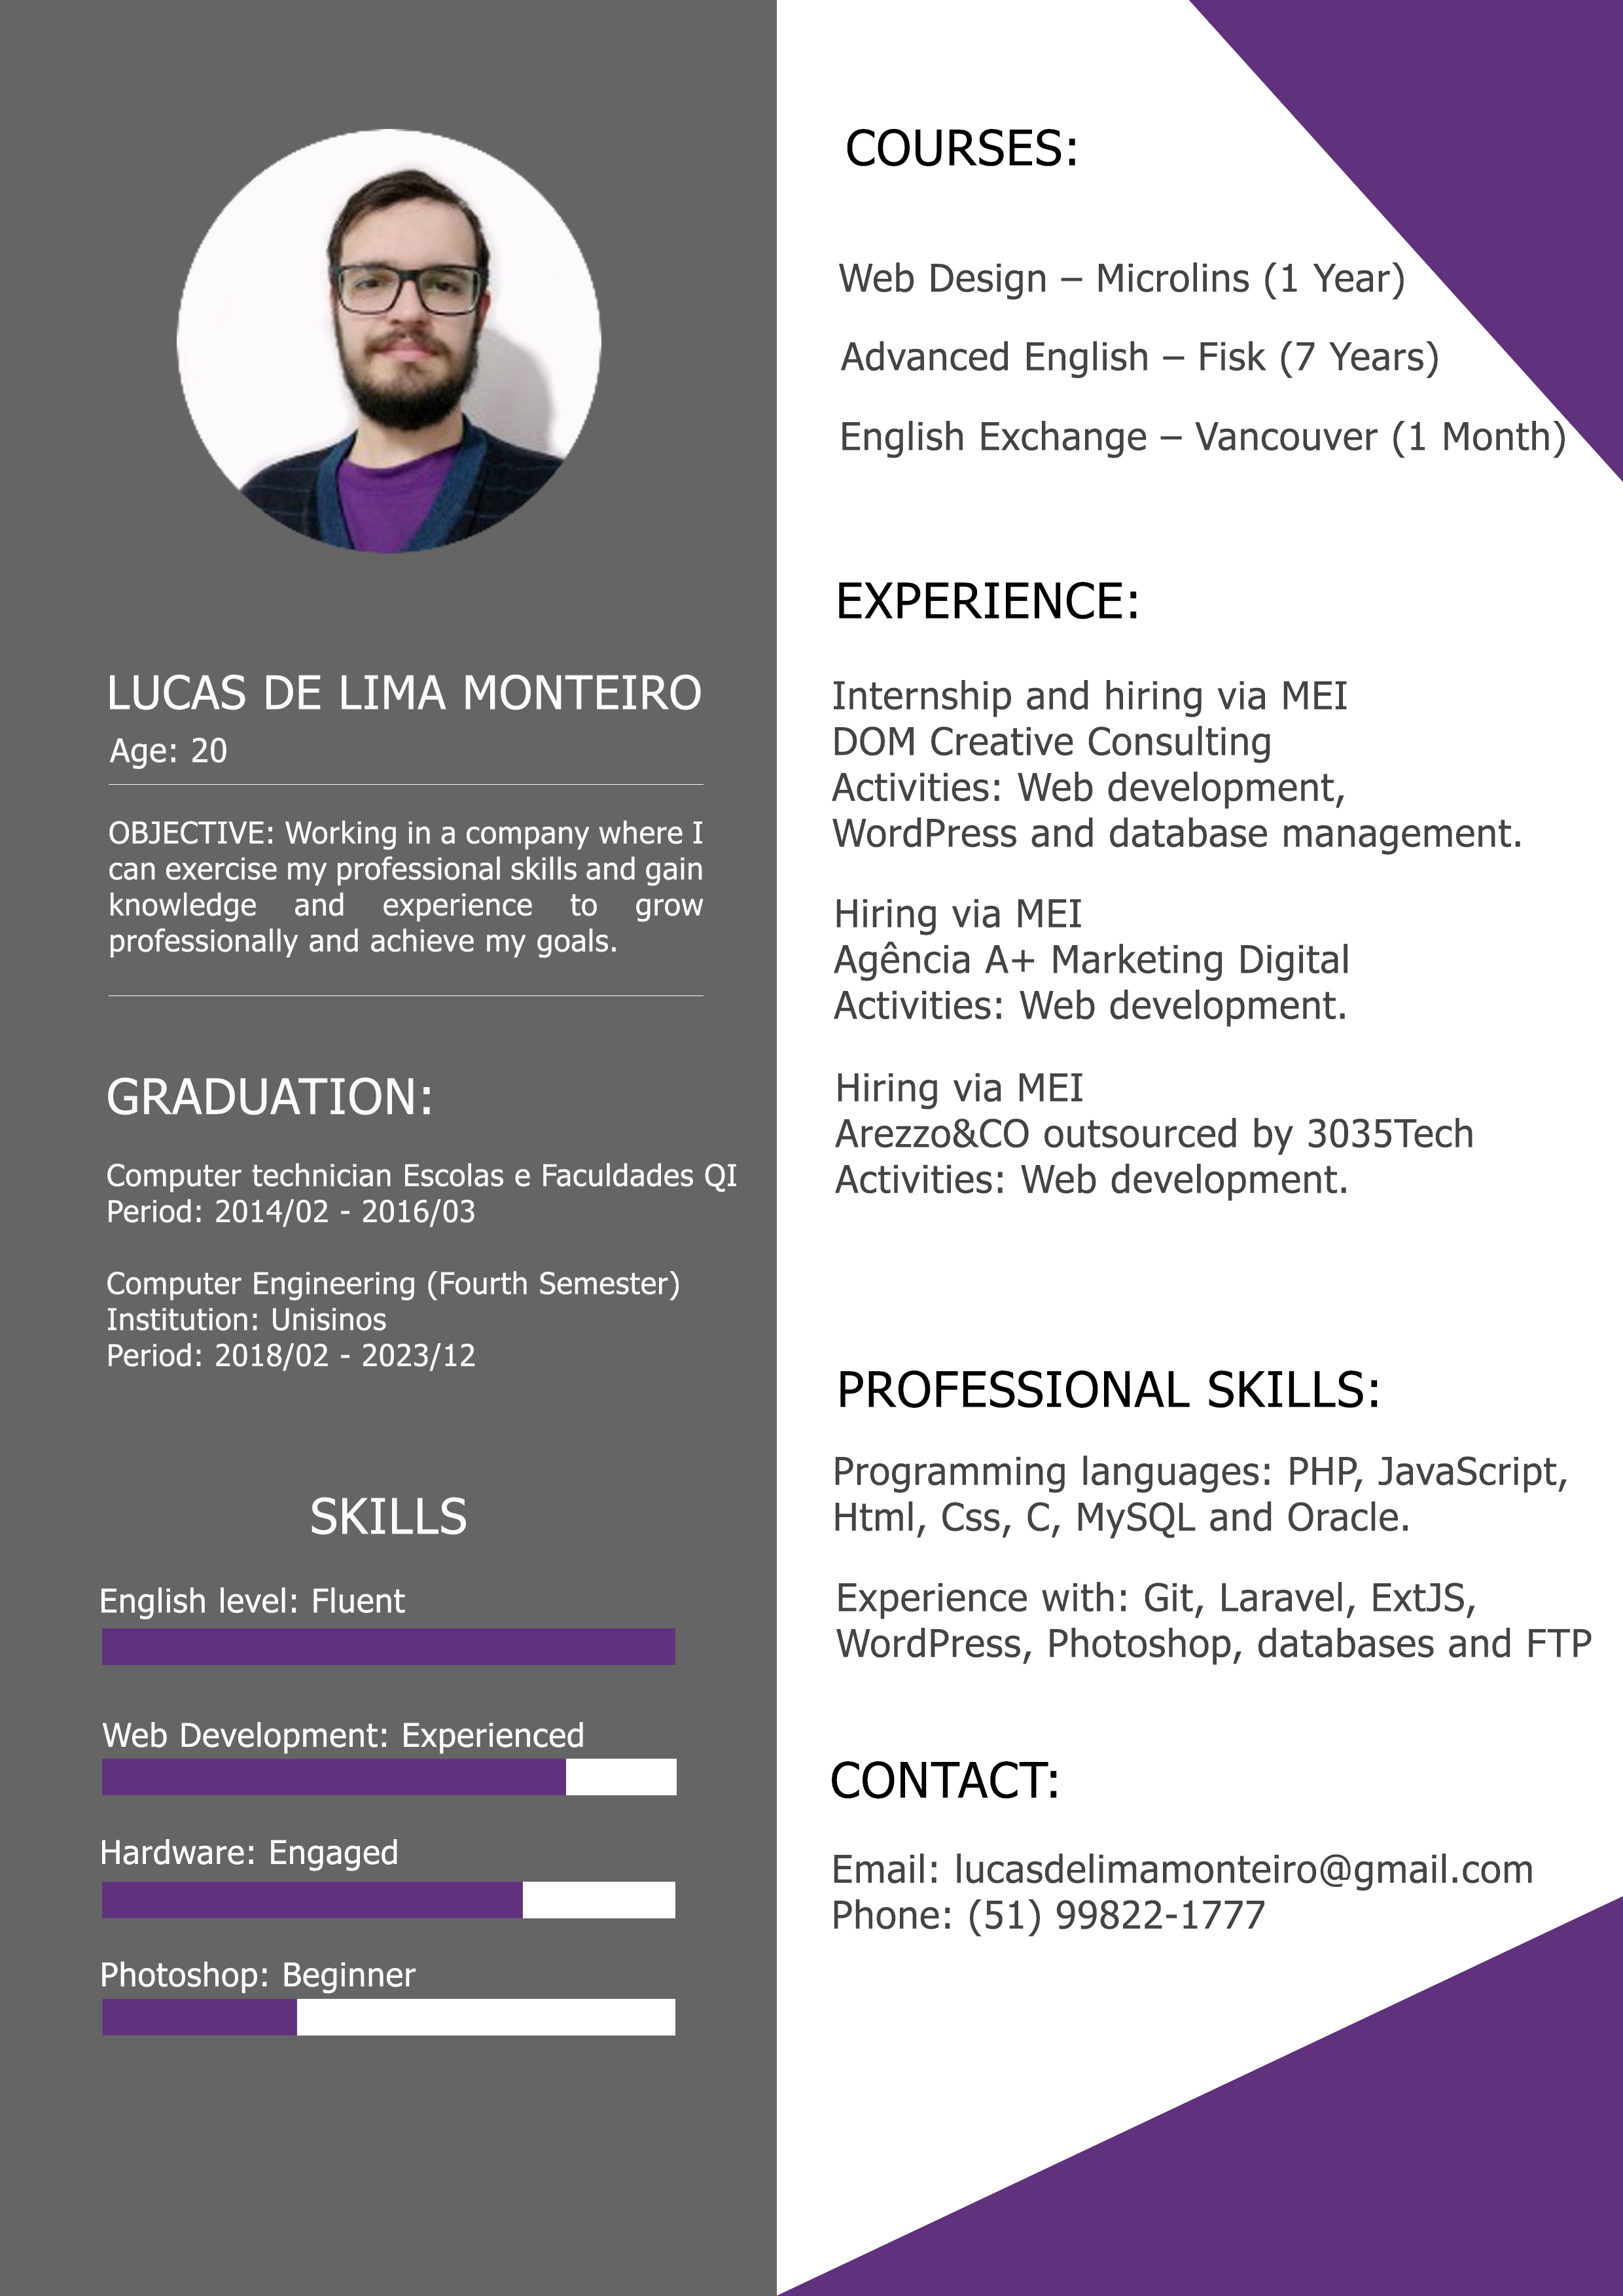 LUCAS DE LIMA MONTEIRO
Age: 20
OBJECTIVE: Working in a company where I
can exercise my professional skills and gain
knowledge and experience to grow
professionally and achieve my goals.
GRADUATION:
Computer technician Escolas e Faculdades QI
Period: 2014/02 - 2016/03
Computer Engineering (Fourth Semester)
Institution: Unisinos
Period: 2018/02 - 2023/12
SKILLS
English level: Fluent
Web Development: Experienced
Hardware: Engaged
Photoshop: Beginner
COURSES:
Web Design – Microlins (1 Year)
Advanced English – Fisk (7 Years)
English Exchange – Vancouver (1 Month)
EXPERIENCE:
Internship and hiring via MEI
DOM Creative Consulting
Activities: Web development,
WordPress and database management.
Hiring via MEI
Agência A+ Marketing Digital
Activities: Web development.
Hiring via MEI
Arezzo&CO outsourced by 3035Tech
Activities: Web development.
PROFESSIONAL SKILLS:
Programming languages: PHP, JavaScript,
Html, Css, C, MySQL and Oracle.
Experience with: Git, Laravel, ExtJS,
WordPress, Photoshop, databases and FTP
CONTACT:
Email: lucasdelimamonteiro@gmail.com
Phone: (51) 99822-1777